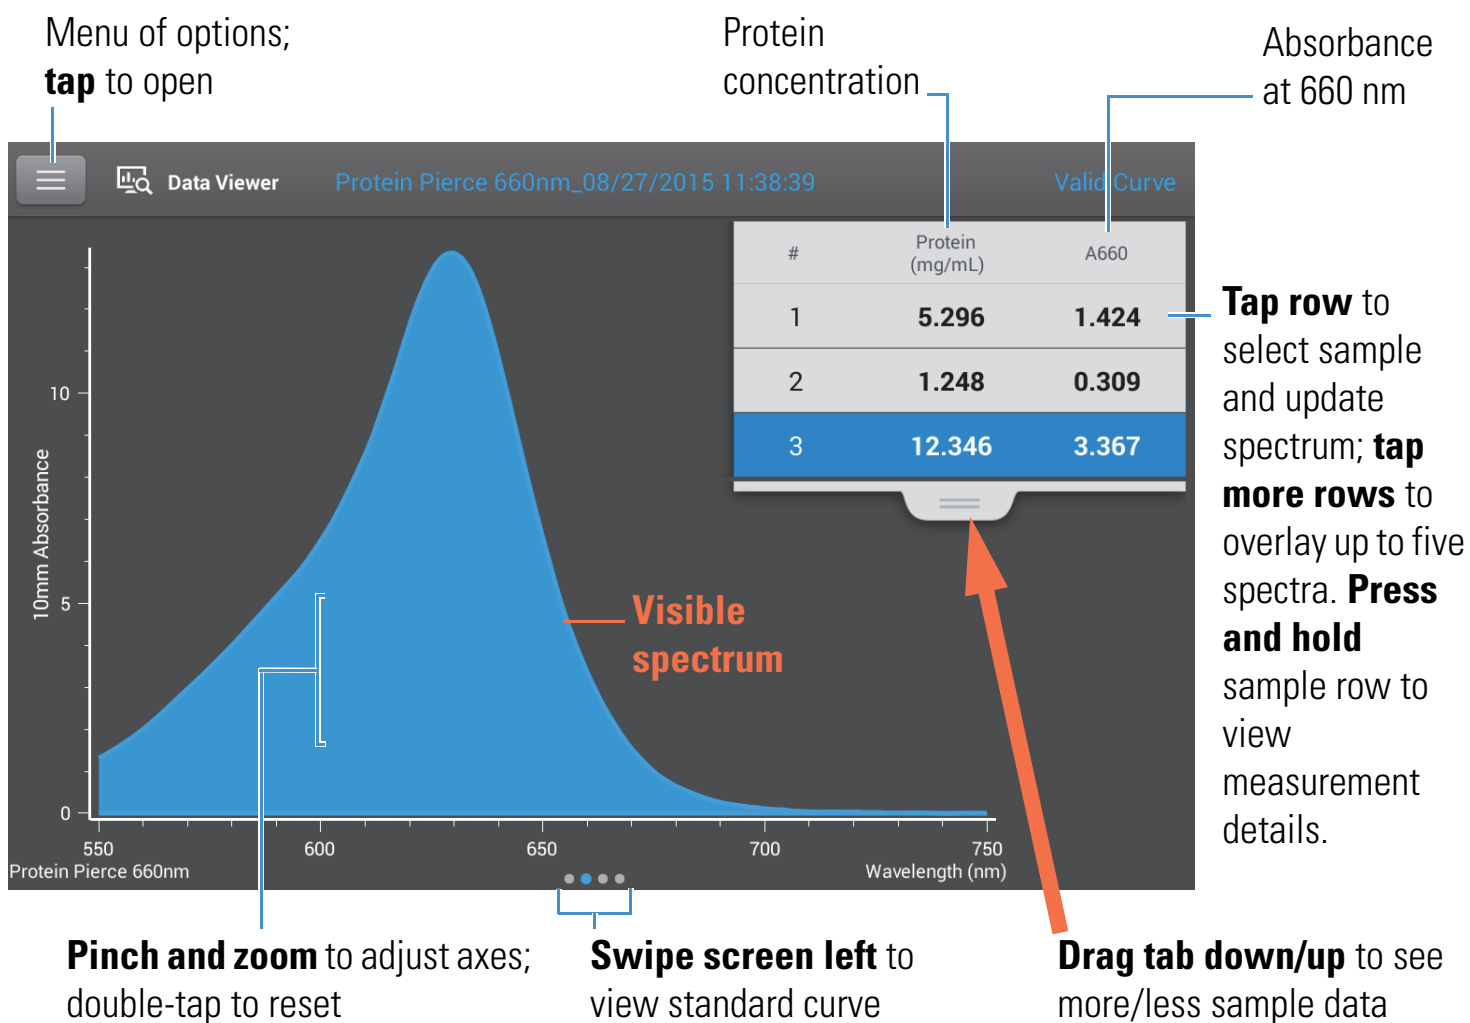 Menu of options;
tap to open
Protein
concentration
Absorbance
at 660 nm
Data Viewer
Protein Pierce 660nm_08/27/2015 11:38:39
Valid Curve
# Protein (mg/mL) A660
1 5.296 1.424
2 1.248 0.309
3 12.346 3.367
Tap row to
select sample
and update
spectrum; tap
more rows to
overlay up to five
spectra. Press
and hold
sample row to
view
measurement
details.
10mm Absorbance
10
5
0
Visible
spectrum
550 600 650 700 750
Protein Pierce 660nm
Wavelength (nm)
Pinch and zoom to adjust axes;
double-tap to reset
Swipe screen left to
view standard curve
Drag tab down/up to see
more/less sample data